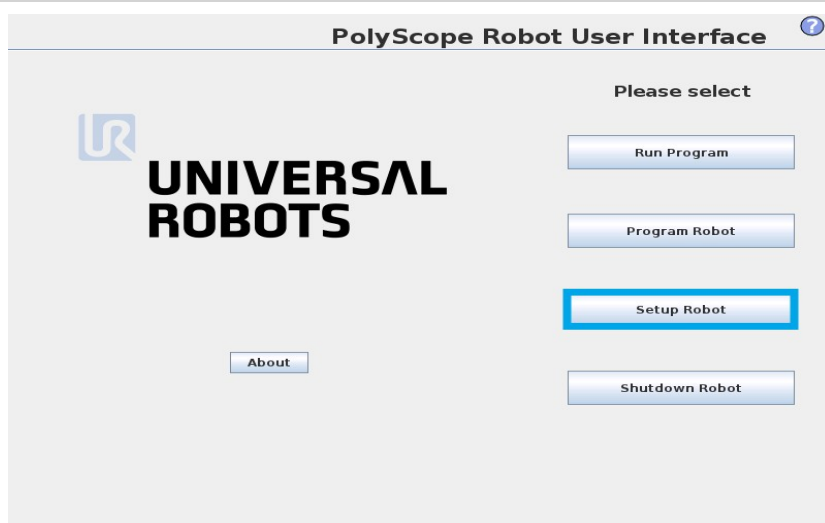 PolyScope Robot User Interface
?
Please select
UR
UNIVERSAL
ROBOTS
Run Program
Program Robot
Setup Robot
About
Shutdown Robot